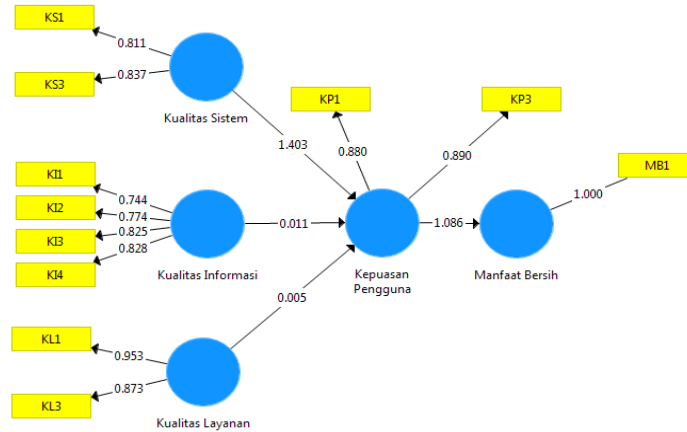 KS1
0.811
KS3
0.837
Kualitas Sistem
1.403
KP1
0.880
KP3
0.890
MB1
1.000
KI1
0.744
KI2
0.774
KI3
0.825
KI4
0.828
Kualitas Informasi
0.011
Kepuasan
Pengguna
1.086
Manfaat Bersih
0.005
KL1
0.953
KL3
0.873
Kualitas Layanan